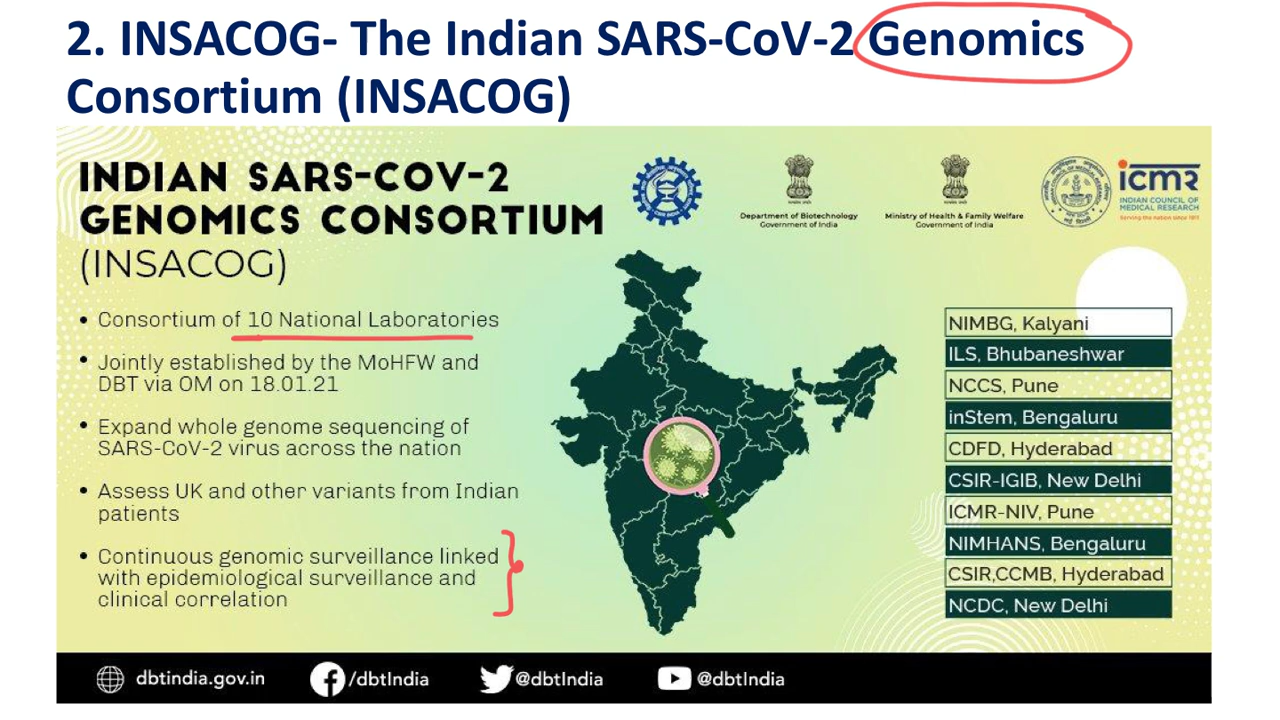 2. INSACOG- The Indian SARS-CoV-2 Genomics
Consortium (INSACOG)
INDIAN SARS-COV-2
GENOMICS CONSORTIUM
(INSACOG)
Department of Biotechnology
Government of India
Ministry of Health & Family Welfare
Government of India
icmr
INDIAN COUNCIL OF
MEDICAL RESEARCH
Serving the nation since 1911
• Consortium of 10 National Laboratories
• Jointly established by the MoHFW and
DBT via OM on 18.01.21
• Expand whole genome sequencing of
SARS-CoV-2 virus across the nation
• Assess UK and other variants from Indian
patients
• Continuous genomic surveillance linked
with epidemiological surveillance and
clinical correlation
NIMBG, Kalyani
ILS, Bhubaneshwar
NCCS, Pune
inStem, Bengaluru
CDFD, Hyderabad
CSIR-IGIB, New Delhi
ICMR-NIV, Pune
NIMHANS, Bengaluru
CSIR,CCMB, Hyderabad
NCDC, New Delhi
dbtindia.gov.in
/dbtIndia
@dbtIndia
@dbtIndia